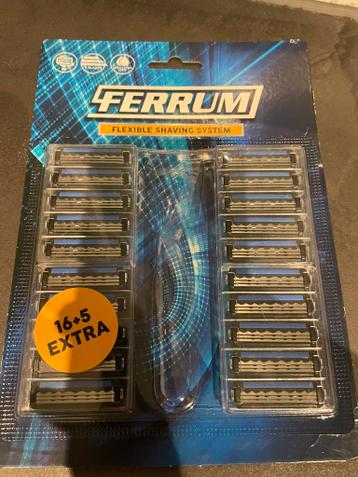 FERRUM
FLEXIBLE SHAVING SYSTEM
16+5
EXTRA